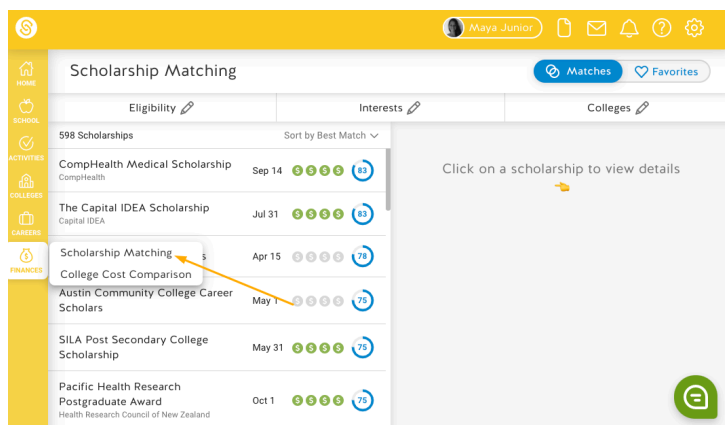 Maya Junior
HOME
SCHOOL
ACTIVITIES
COLLEGES
CAREERS
FINANCES
Scholarship Matching
Matches
Favorites
Eligibility
Interests
Colleges
598 Scholarships
Sort by Best Match
CompHealth Medical Scholarship
CompHealth
Sep 14
83
The Capital IDEA Scholarship
Capital IDEA
Jul 31
83
Scholarship Matching
College Cost Comparison
s
Apr 15
78
Austin Community College Career
Scholars
May 1
75
SILA Post Secondary College
Scholarship
May 31
75
Pacific Health Research
Postgraduate Award
Health Research Council of New Zealand
Oct 1
75
Click on a scholarship to view details